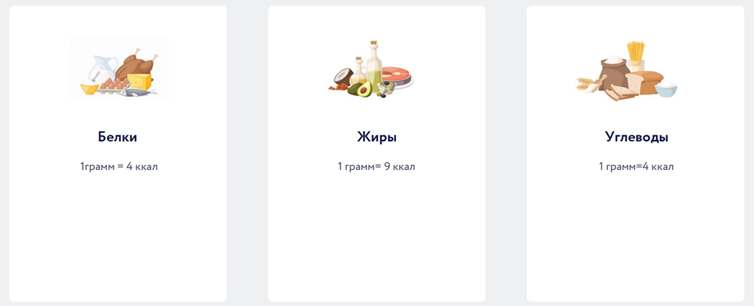 Белки
1грамм = 4 ккал
Жиры
1 грамм= 9 ккал
Углеводы
1 грамм=4 ккал